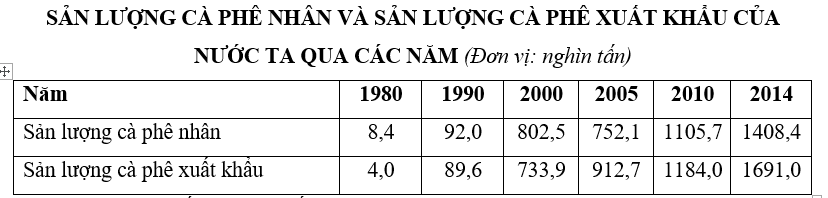 SẢN LƯỢNG CÀ PHÊ NHÂN VÀ SẢN LƯỢNG CÀ PHÊ XUẤT KHẨU CỦA
NƯỚC TA QUA CÁC NĂM (Đơn vị: nghìn tấn)
Năm 1980 1990 2000 2005 2010 2014
Sản lượng cà phê nhân 8,4 92,0 802,5 752,1 1105,7 1408,4
Sản lượng cà phê xuất khẩu 4,0 89,6 733,9 912,7 1184,0 1691,0